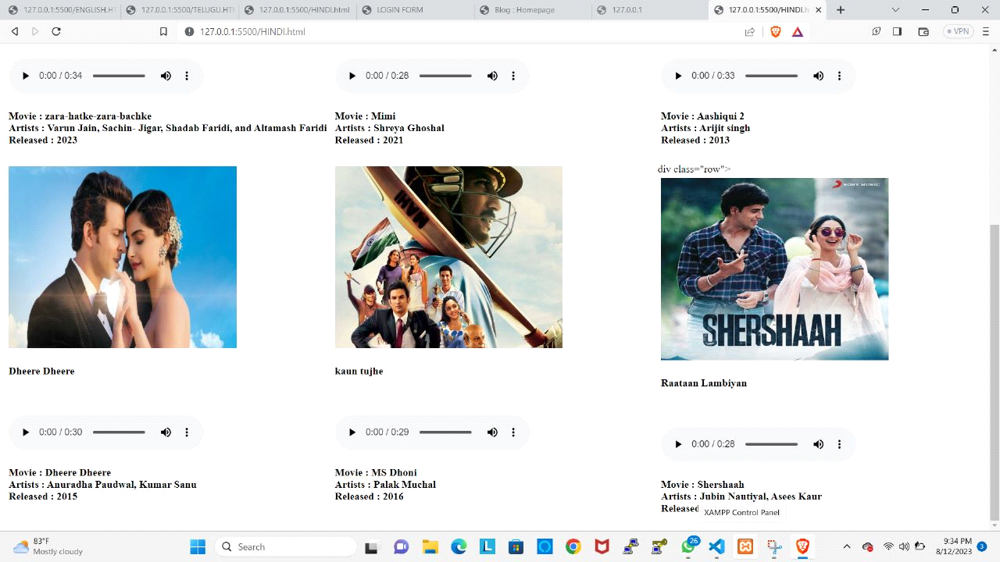 127.0.0.1:5500/ENGLISH.HT
127.0.0.1:5500/TELUGU.HT
127.0.0.1:5500/HINDI.html
LOGIN FORM
Blog : Homepage
127.0.0.1
127.0.0.1:5500/HINDI.h
127.0.0.1:5500/HINDI.html
VPN
0:00 / 0:34
0:00 / 0:28
0:00 / 0:33
Movie : zara-hatke-zara-bachke
Artists : Varun Jain, Sachin- Jigar, Shadab Faridi, and Altamash Faridi
Released : 2023
Movie : Mimi
Artists : Shreya Ghoshal
Released : 2021
Movie : Aashiqui 2
Artists : Arijit singh
Released : 2013
div class="row">
SONY MUSIC
SHERSHAAH
Dheere Dheere
kaun tujhe
Raataan Lambiyan
0:00 / 0:30
0:00 / 0:29
0:00 / 0:28
Movie : Dheere Dheere
Artists : Anuradha Paudwal, Kumar Sanu
Released : 2015
Movie : MS Dhoni
Artists : Palak Muchal
Released : 2016
Movie : Shershaah
Artists : Jubin Nautiyal, Asees Kaur
Released
XAMPP Control Panel
83°F
Mostly cloudy
Search
26
9:34 PM
8/12/2023
3